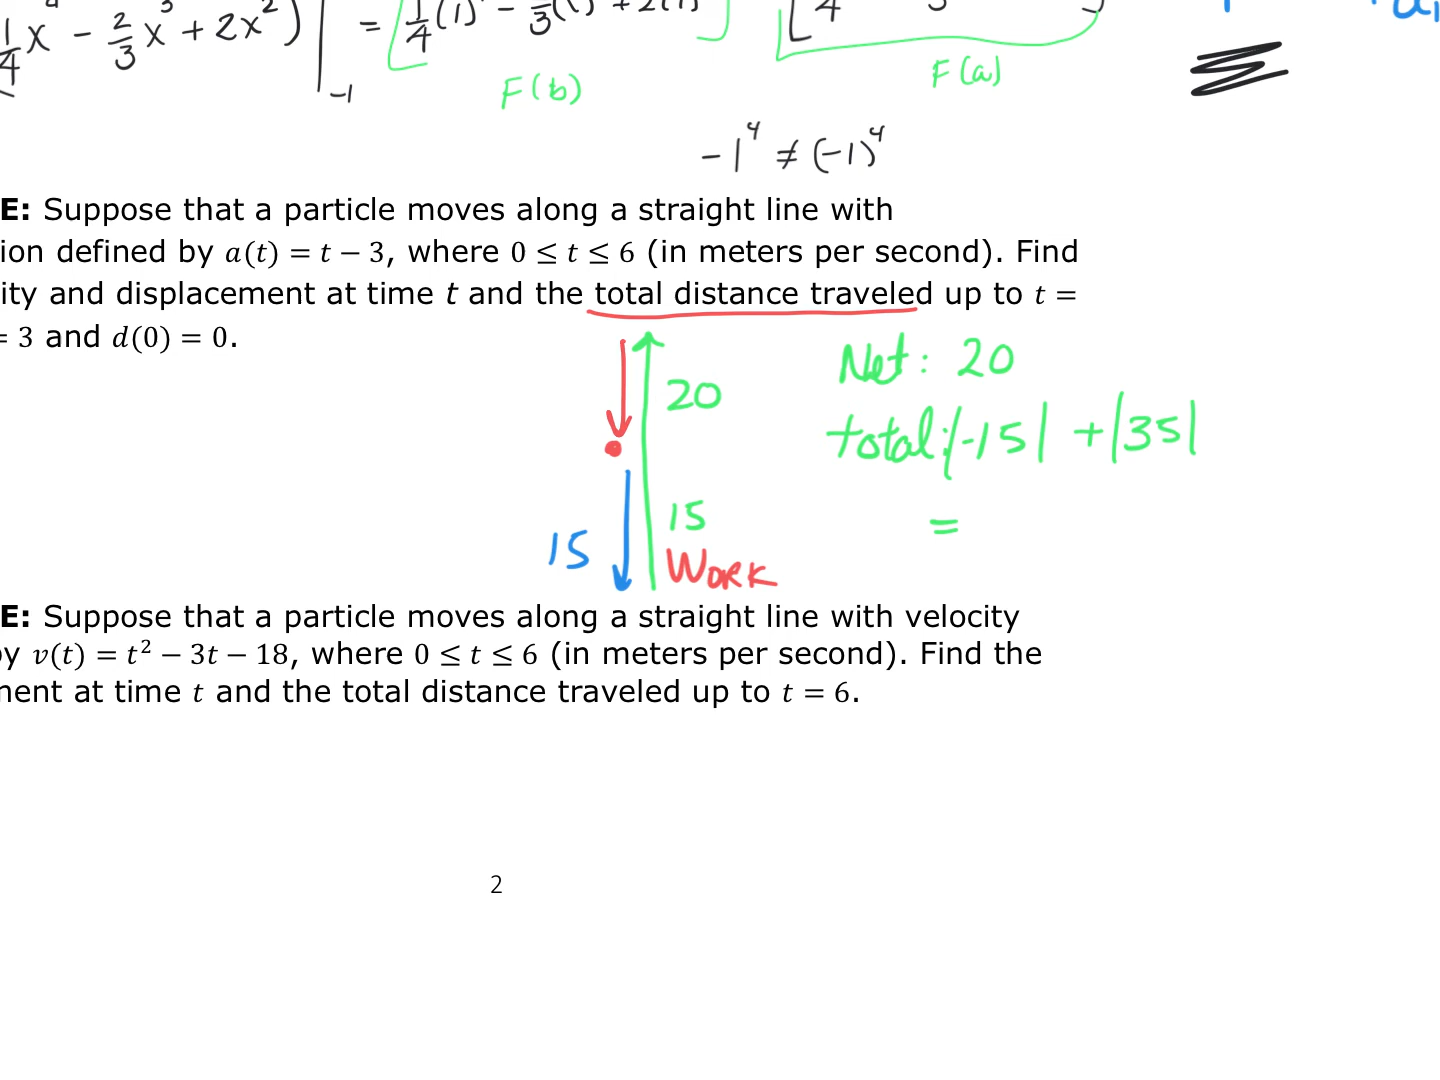 1/4 x - 2/3 x³ + 2x²) | -1 = [1/4(1) - 
F(b)
F(a)
-1⁴ ≠ (-1)⁴
E: Suppose that a particle moves along a straight line with
ion defined by a(t) = t − 3, where 0 ≤ t ≤ 6 (in meters per second). Find
ity and displacement at time t and the total distance traveled up to t =
= 3 and d(0) = 0.
20
Net: 20
total: |-15| + |35|
=
15
15
WORK
E: Suppose that a particle moves along a straight line with velocity
y v(t) = t² − 3t − 18, where 0 ≤ t ≤ 6 (in meters per second). Find the
nent at time t and the total distance traveled up to t = 6.
2